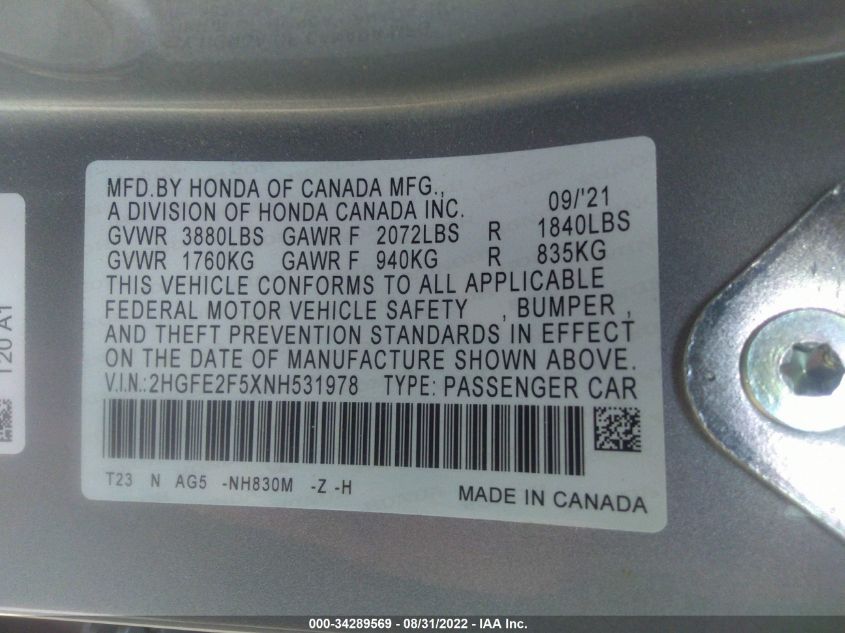 MFD.BY HONDA OF CANADA MFG., 09/'21
A DIVISION OF HONDA CANADA INC.
GVWR 3880LBS GAWR F 2072LBS R 1840LBS
GVWR 1760KG GAWR F 940KG R 835KG
THIS VEHICLE CONFORMS TO ALL APPLICABLE
FEDERAL MOTOR VEHICLE SAFETY , BUMPER ,
AND THEFT PREVENTION STANDARDS IN EFFECT
ON THE DATE OF MANUFACTURE SHOWN ABOVE.
V.I.N.:2HGFE2F5XNH531978 TYPE: PASSENGER CAR
T23 N AG5 -NH830M -Z -H
MADE IN CANADA
T20 A1
000-34289569 - 08/31/2022 - IAA Inc.